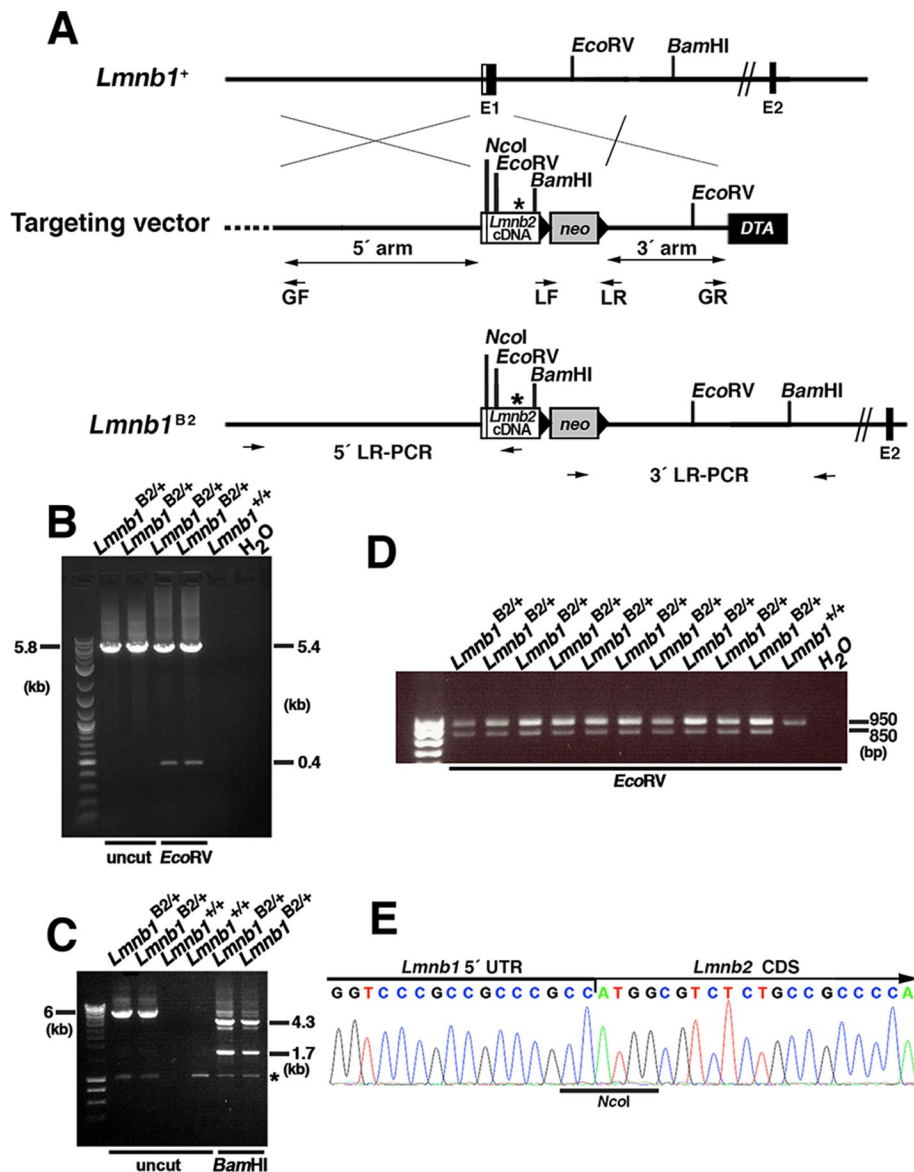 A
EcoRV
BamHI
Lmnb1+
E1
E2
NcoI
EcoRV
* BamHI
EcoRV
Targeting vector
Lmnb2
cDNA
neo
DTA
5´ arm
3´ arm
GF
LF
LR
GR
NcoI
EcoRV
* BamHI
EcoRV
BamHI
Lmnb1B2
Lmnb2
cDNA
neo
E2
5´ LR-PCR
3´ LR-PCR
B
Lmnb1B2/+
Lmnb1B2/+
Lmnb1B2/+
Lmnb1B2/+
Lmnb1+/+
H2O
5.8
(kb)
5.4
(kb)
0.4
uncut
EcoRV
D
Lmnb1B2/+
Lmnb1B2/+
Lmnb1B2/+
Lmnb1B2/+
Lmnb1B2/+
Lmnb1B2/+
Lmnb1B2/+
Lmnb1B2/+
Lmnb1B2/+
Lmnb1B2/+
Lmnb1+/+
H2O
950
850
(bp)
EcoRV
C
Lmnb1B2/+
Lmnb1B2/+
Lmnb1+/+
Lmnb1+/+
Lmnb1B2/+
Lmnb1B2/+
6
(kb)
4.3
1.7
(kb)
*
uncut
BamHI
E
Lmnb1 5´ UTR
Lmnb2 CDS
GGTCCCGCCGCCCGCCATGGCGTCTCTGCCGCCCCA
NcoI